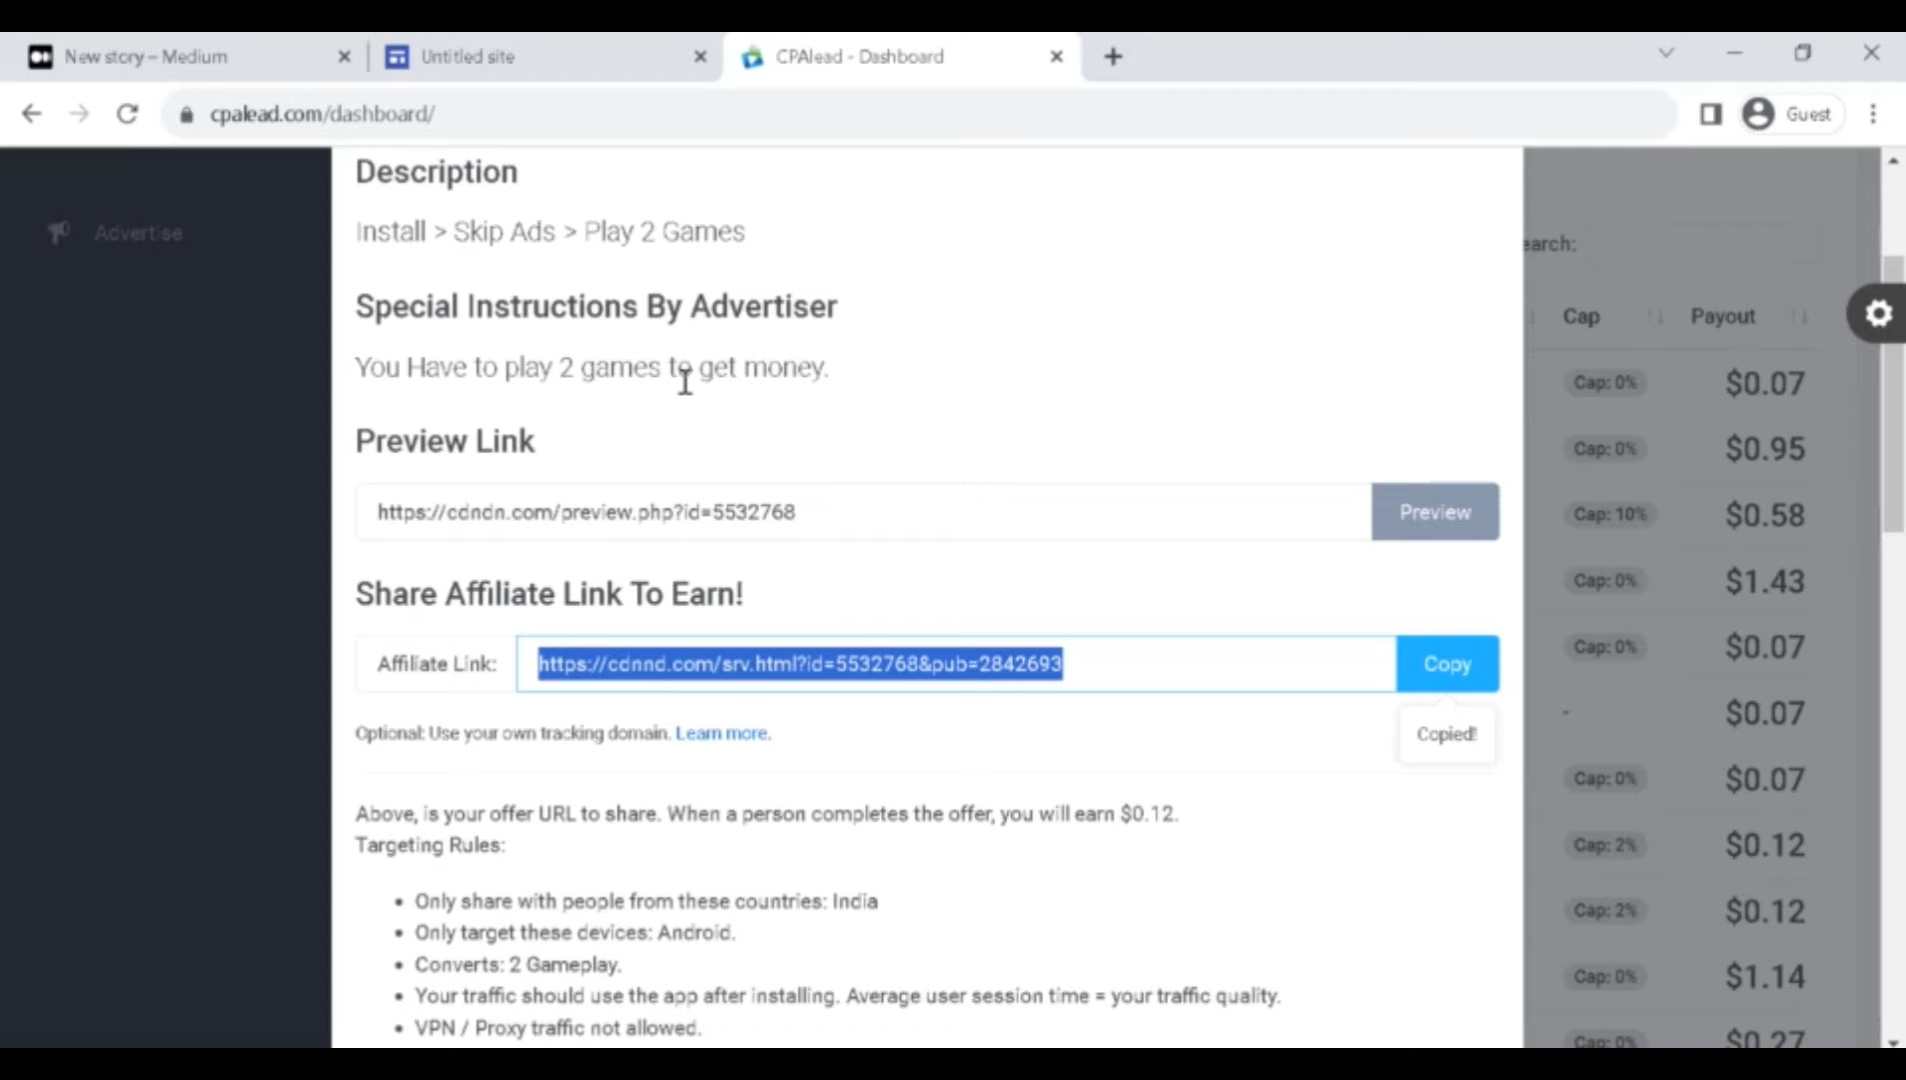 New story – Medium
Untitled site
CPAlead - Dashboard
cpalead.com/dashboard/
Guest
Advertise
Description
Install > Skip Ads > Play 2 Games
Special Instructions By Advertiser
You Have to play 2 games to get money.
Preview Link
https://cdndn.com/preview.php?id=5532768
Preview
Share Affiliate Link To Earn!
Affiliate Link:
https://cdnnd.com/srv.html?id=5532768&pub=2842693
Copy
Copied!
Optional: Use your own tracking domain. Learn more.
Above, is your offer URL to share. When a person completes the offer, you will earn $0.12.
Targeting Rules:
• Only share with people from these countries: India
• Only target these devices: Android.
• Converts: 2 Gameplay.
• Your traffic should use the app after installing. Average user session time = your traffic quality.
• VPN / Proxy traffic not allowed.
earch:
Cap Payout
Cap: 0% $0.07
Cap: 0% $0.95
Cap: 10% $0.58
Cap: 0% $1.43
Cap: 0% $0.07
- $0.07
Cap: 0% $0.07
Cap: 2% $0.12
Cap: 2% $0.12
Cap: 0% $1.14
Cap: 0% $0.27